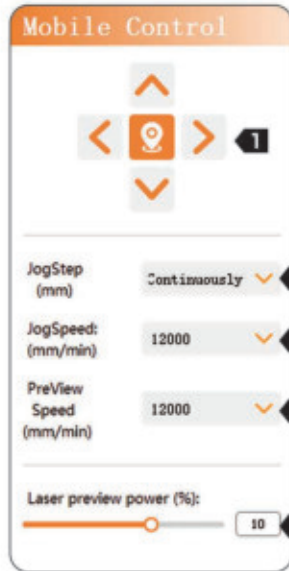 Mobile Control
1
JogStep
(mm)
Continuously
JogSpeed:
(mm/min)
12000
PreView
Speed
(mm/min)
12000
Laser preview power (%):
10